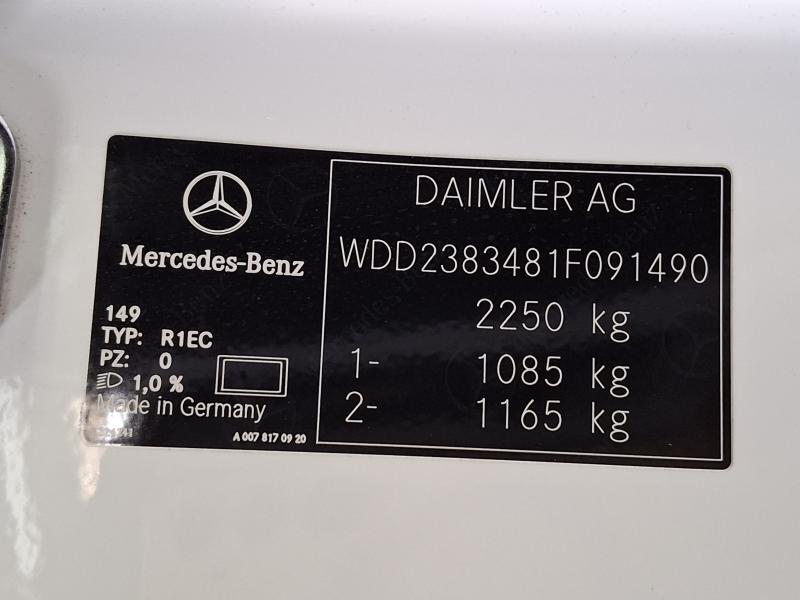 Mercedes-Benz
149
TYP: R1EC
PZ: 0
1,0 %
Made in Germany
A 007 817 09 20
DAIMLER AG
WDD2383481F091490
2250 kg
1- 1085 kg
2- 1165 kg